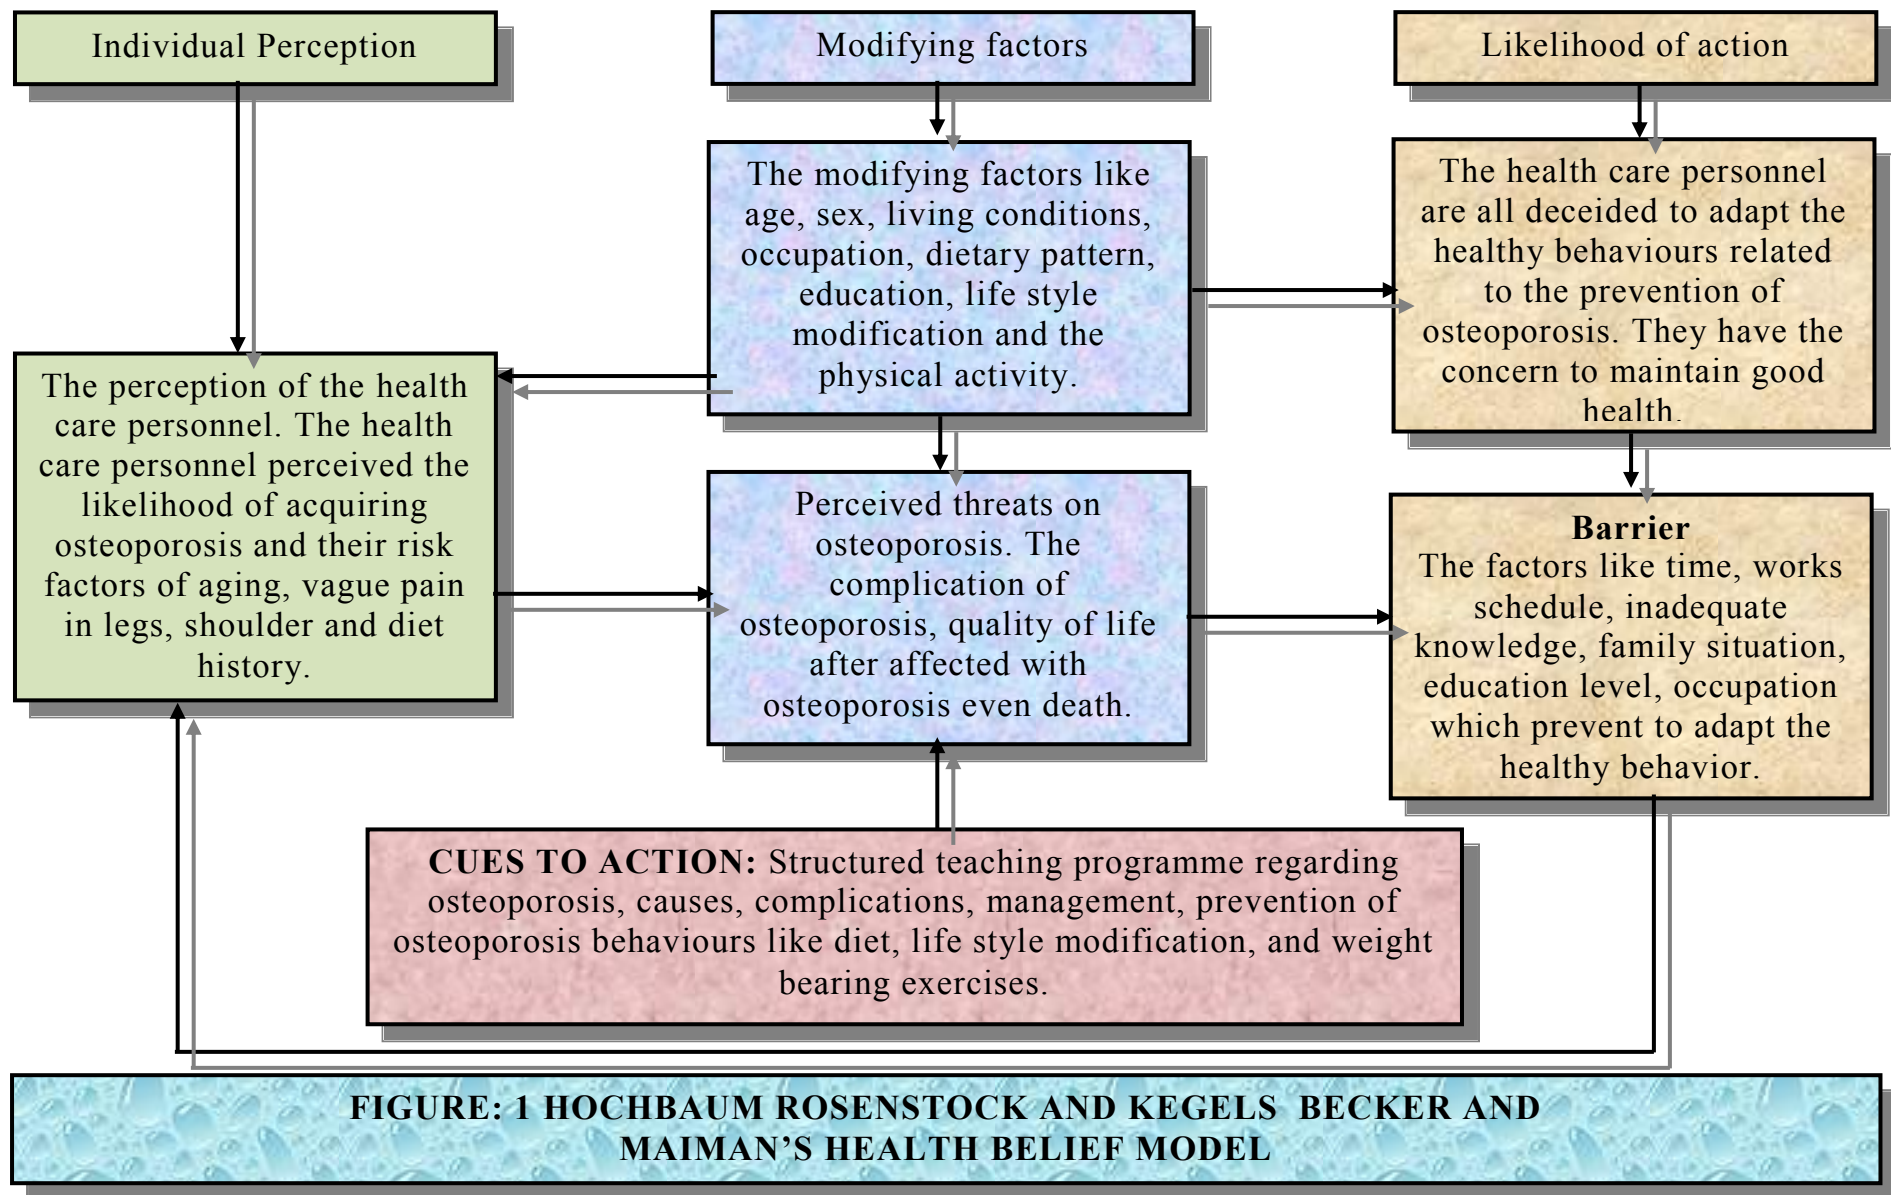 Individual Perception
Modifying factors
Likelihood of action
The perception of the health
care personnel. The health
care personnel perceived the
likelihood of acquiring
osteoporosis and their risk
factors of aging, vague pain
in legs, shoulder and diet
history.
The modifying factors like
age, sex, living conditions,
occupation, dietary pattern,
education, life style
modification and the
physical activity.
Perceived threats on
osteoporosis. The
complication of
osteoporosis, quality of life
after affected with
osteoporosis even death.
The health care personnel
are all deceided to adapt the
healthy behaviours related
to the prevention of
osteoporosis. They have the
concern to maintain good
health.
Barrier
The factors like time, works
schedule, inadequate
knowledge, family situation,
education level, occupation
which prevent to adapt the
healthy behavior.
CUES TO ACTION: Structured teaching programme regarding
osteoporosis, causes, complications, management, prevention of
osteoporosis behaviours like diet, life style modification, and weight
bearing exercises.
FIGURE: 1 HOCHBAUM ROSENSTOCK AND KEGELS BECKER AND
MAIMAN’S HEALTH BELIEF MODEL